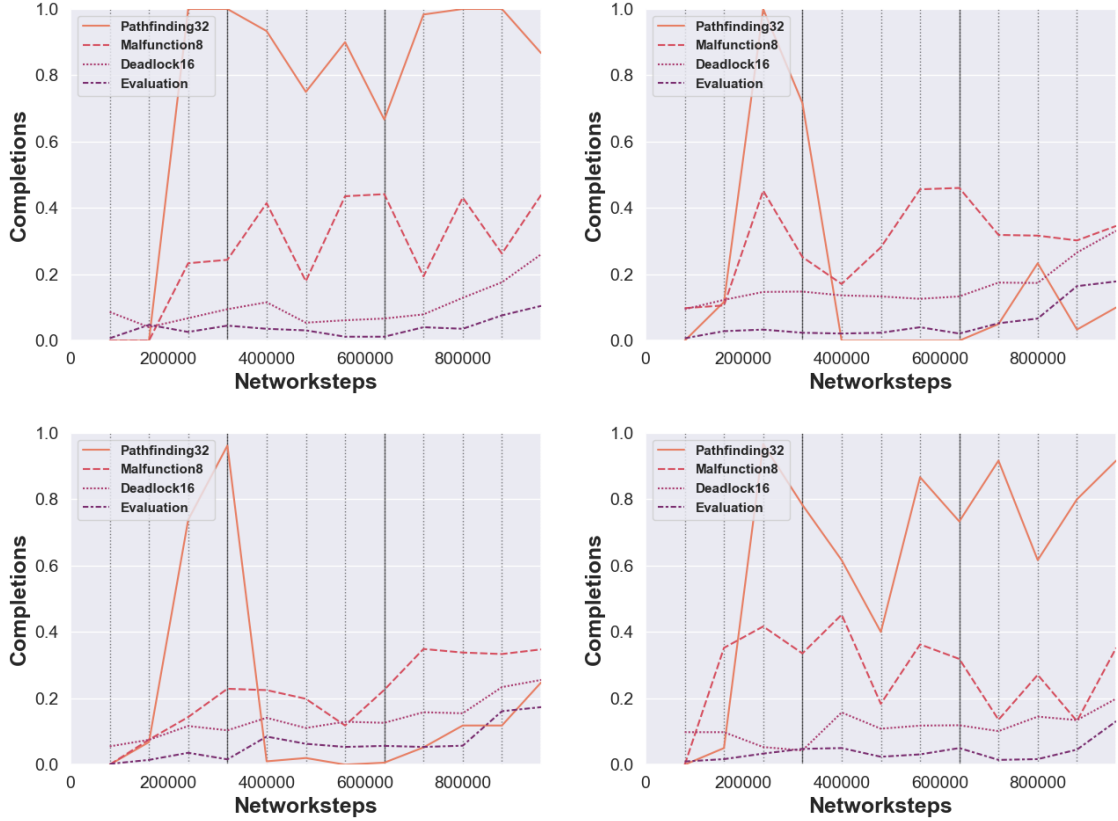 1.0
0.8
0.6
0.4
0.2
0.0
Completions
Pathfinding32
Malfunction8
Deadlock16
Evaluation
0 200000 400000 600000 800000
Networksteps
1.0
0.8
0.6
0.4
0.2
0.0
Completions
Pathfinding32
Malfunction8
Deadlock16
Evaluation
0 200000 400000 600000 800000
Networksteps
1.0
0.8
0.6
0.4
0.2
0.0
Completions
Pathfinding32
Malfunction8
Deadlock16
Evaluation
0 200000 400000 600000 800000
Networksteps
1.0
0.8
0.6
0.4
0.2
0.0
Completions
Pathfinding32
Malfunction8
Deadlock16
Evaluation
0 200000 400000 600000 800000
Networksteps